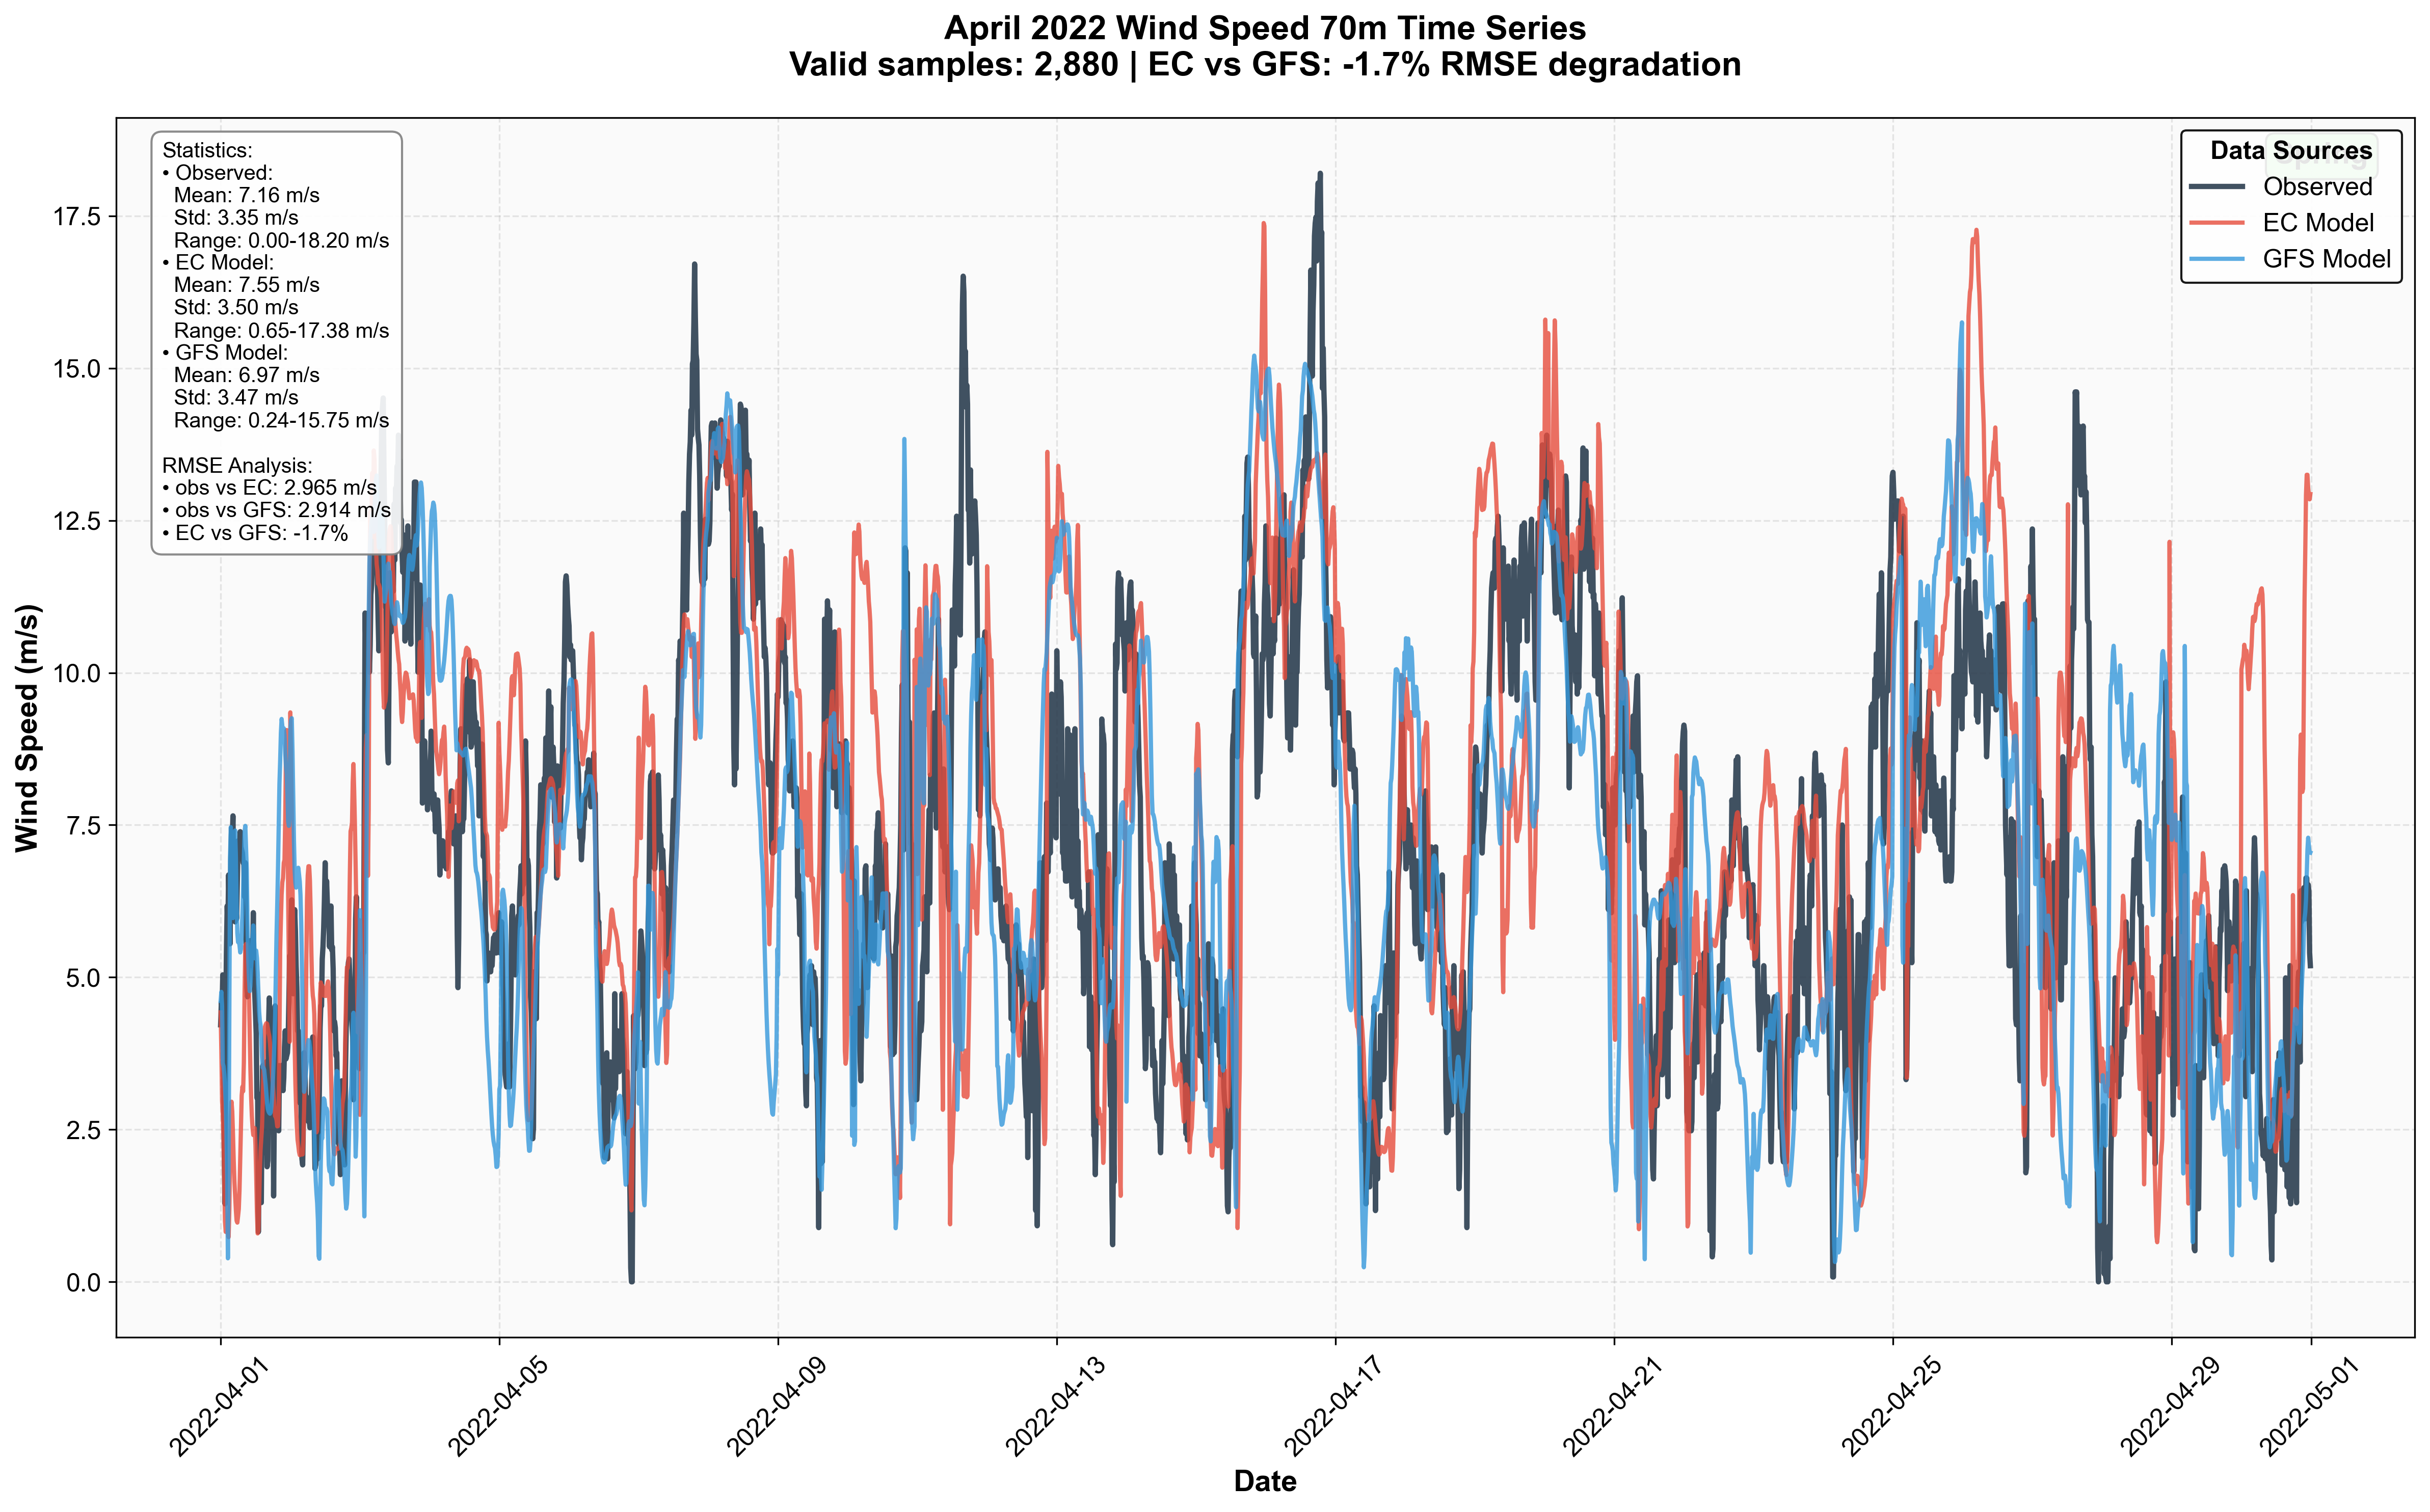 April 2022 Wind Speed 70m Time Series
Valid samples: 2,880 | EC vs GFS: -1.7% RMSE degradation
Statistics:
• Observed:
Mean: 7.16 m/s
Std: 3.35 m/s
Range: 0.00-18.20 m/s
• EC Model:
Mean: 7.55 m/s
Std: 3.50 m/s
Range: 0.65-17.38 m/s
• GFS Model:
Mean: 6.97 m/s
Std: 3.47 m/s
Range: 0.24-15.75 m/s
RMSE Analysis:
• obs vs EC: 2.965 m/s
• obs vs GFS: 2.914 m/s
• EC vs GFS: -1.7%
Data Sources
Observed
EC Model
GFS Model
Wind Speed (m/s)
17.5
15.0
12.5
10.0
7.5
5.0
2.5
0.0
2022-04-01
2022-04-05
2022-04-09
2022-04-13
2022-04-17
2022-04-21
2022-04-25
2022-04-29
2022-05-01
Date